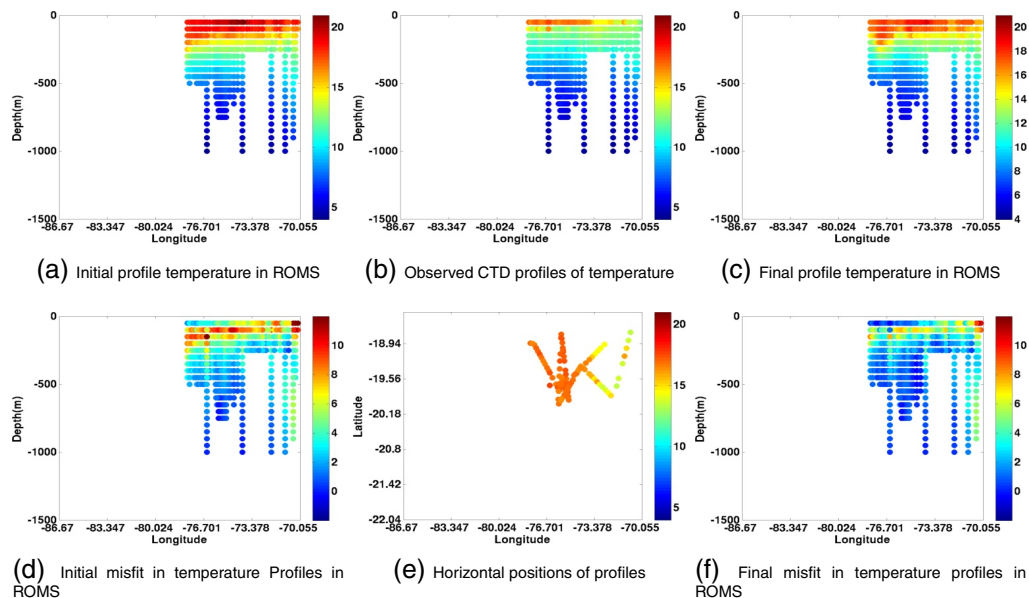 0
-500
-1000
-1500
Depth(m)
-86.67 -83.347 -80.024 -76.701 -73.378 -70.055
Longitude
20
15
10
5
(a) Initial profile temperature in ROMS
0
-500
-1000
-1500
Depth(m)
-86.67 -83.347 -80.024 -76.701 -73.378 -70.055
Longitude
20
15
10
5
(b) Observed CTD profiles of temperature
0
-500
-1000
-1500
Depth(m)
-86.67 -83.347 -80.024 -76.701 -73.378 -70.055
Longitude
20
18
16
14
12
10
8
6
4
(c) Final profile temperature in ROMS
0
-500
-1000
-1500
Depth(m)
-86.67 -83.347 -80.024 -76.701 -73.378 -70.055
Longitude
10
8
6
4
2
0
(d) Initial misfit in temperature Profiles in
ROMS
-18.94
-19.56
-20.18
-20.8
-21.42
-22.04
Latitude
-86.67 -83.347 -80.024 -76.701 -73.378 -70.055
Longitude
20
15
10
5
(e) Horizontal positions of profiles
0
-500
-1000
-1500
Depth(m)
-86.67 -83.347 -80.024 -76.701 -73.378 -70.055
Longitude
10
8
6
4
2
0
(f) Final misfit in temperature profiles in
ROMS